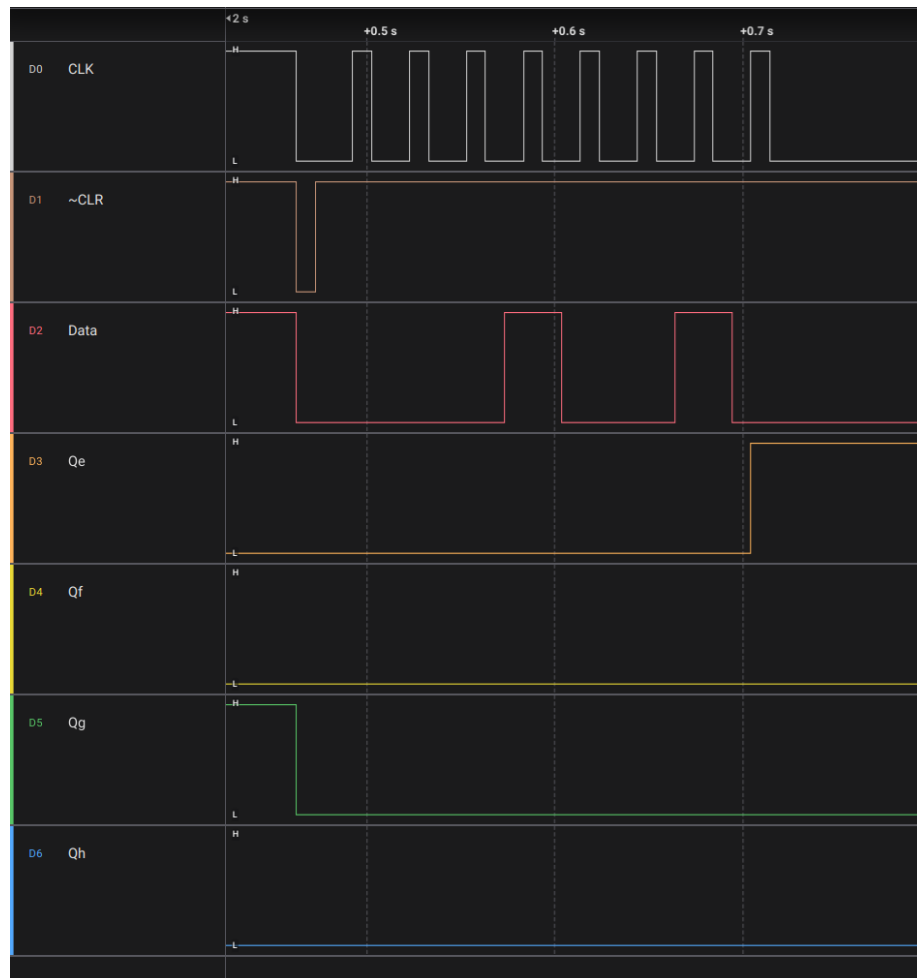 2 s
+0.5 s +0.6 s +0.7 s
D0 CLK H
L
D1 ~CLR H
L
D2 Data H
L
D3 Qe H
L
D4 Qf H
L
D5 Qg H
L
D6 Qh H
L